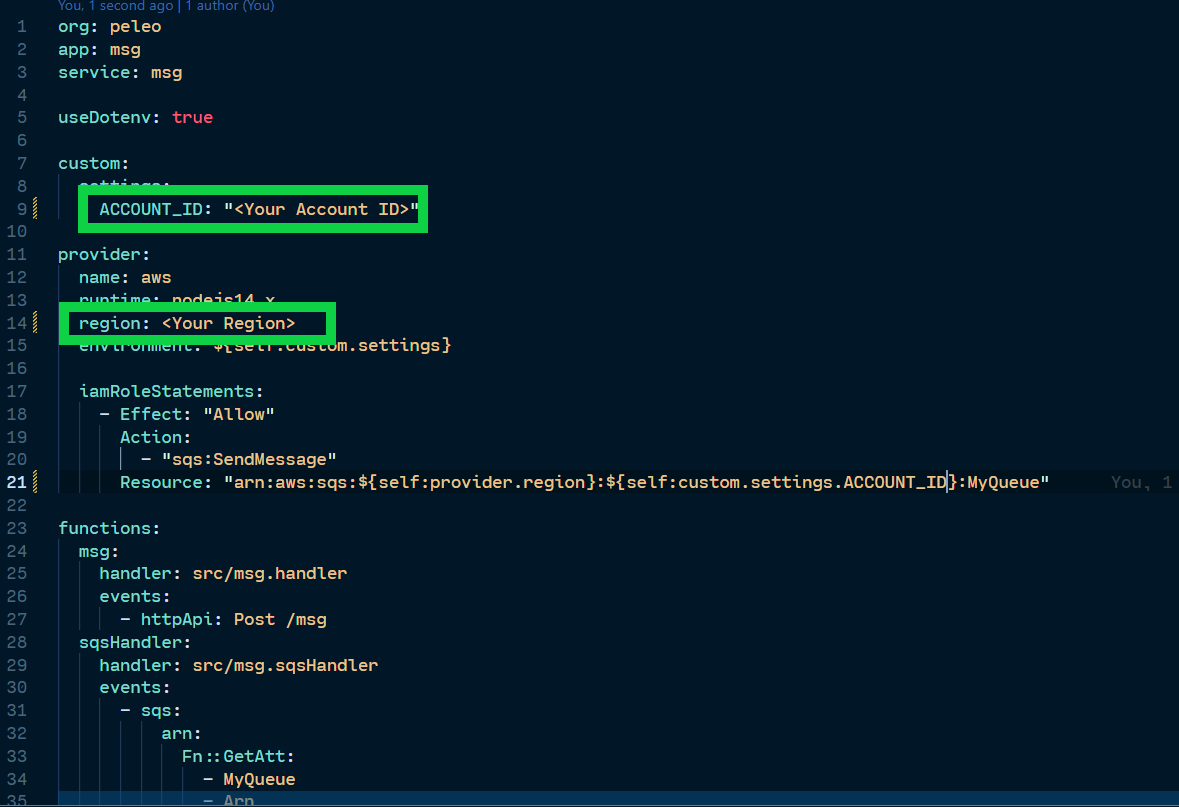 You, 1 second ago | 1 author (You)
1 org: peleo
2 app: msg
3 service: msg
4
5 useDotenv: true
6
7 custom:
8 settings:
9 ACCOUNT_ID: "<Your Account ID>"
10
11 provider:
12 name: aws
13 runtime: nodejs14.x
14 region: <Your Region>
15 environment: ${self:custom.settings}
16
17 iamRoleStatements:
18 - Effect: "Allow"
19 Action:
20 - "sqs:SendMessage"
21 Resource: "arn:aws:sqs:${self:provider.region}:${self:custom.settings.ACCOUNT_ID}:MyQueue" You, 1
22
23 functions:
24 msg:
25 handler: src/msg.handler
26 events:
27 - httpApi: Post /msg
28 sqsHandler:
29 handler: src/msg.sqsHandler
30 events:
31 - sqs:
32 arn:
33 Fn::GetAtt:
34 - MyQueue
35 - Arn